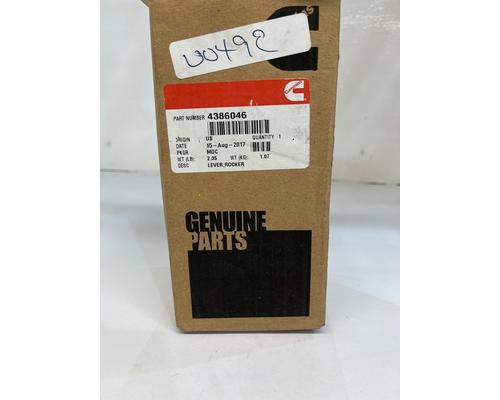 U0492
PART NUMBER 4386046
ORIGIN US QUANTITY 1
DATE 15-Aug-2017
PKGR MDC
WT (LB) 2.35 WT (KG) 1.07
DESC LEVER,ROCKER
GENUINE
PARTS